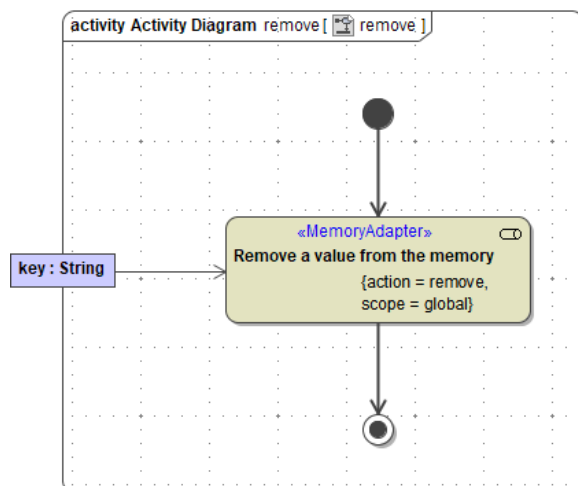 activity Activity Diagram remove [ remove ]
«MemoryAdapter»
Remove a value from the memory
{action = remove,
scope = global}
key : String